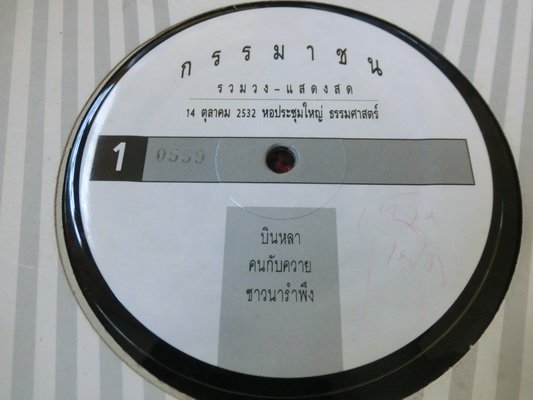 กรรมาชน
รวมวง-แสดงสด
14 ตุลาคม 2532 หอประชุมใหญ่ ธรรมศาสตร์
1 0559
บินหลา
คนกับควาย
ชาวนารำพึง